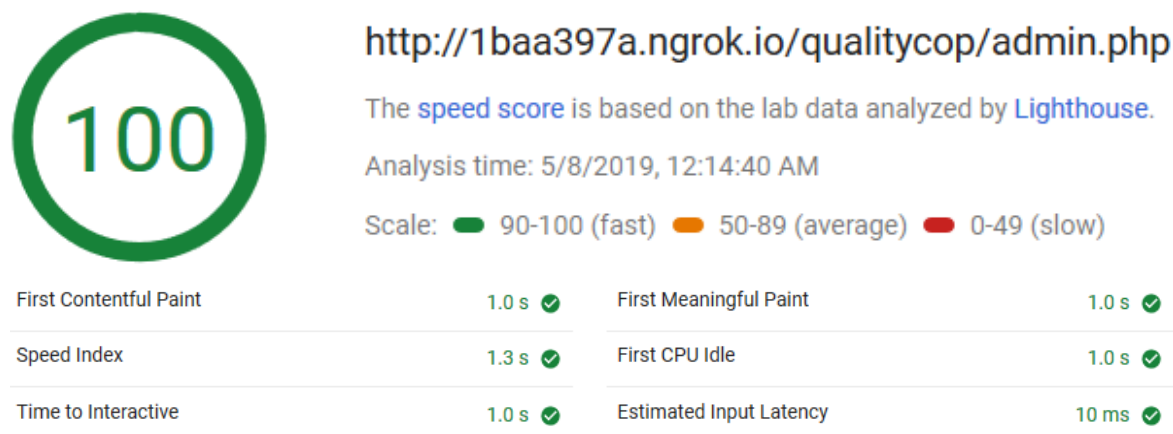 100
http://1baa397a.ngrok.io/qualitycop/admin.php
The speed score is based on the lab data analyzed by Lighthouse.
Analysis time: 5/8/2019, 12:14:40 AM
Scale: 90-100 (fast) 50-89 (average) 0-49 (slow)
First Contentful Paint 1.0 s
First Meaningful Paint 1.0 s
Speed Index 1.3 s
First CPU Idle 1.0 s
Time to Interactive 1.0 s
Estimated Input Latency 10 ms